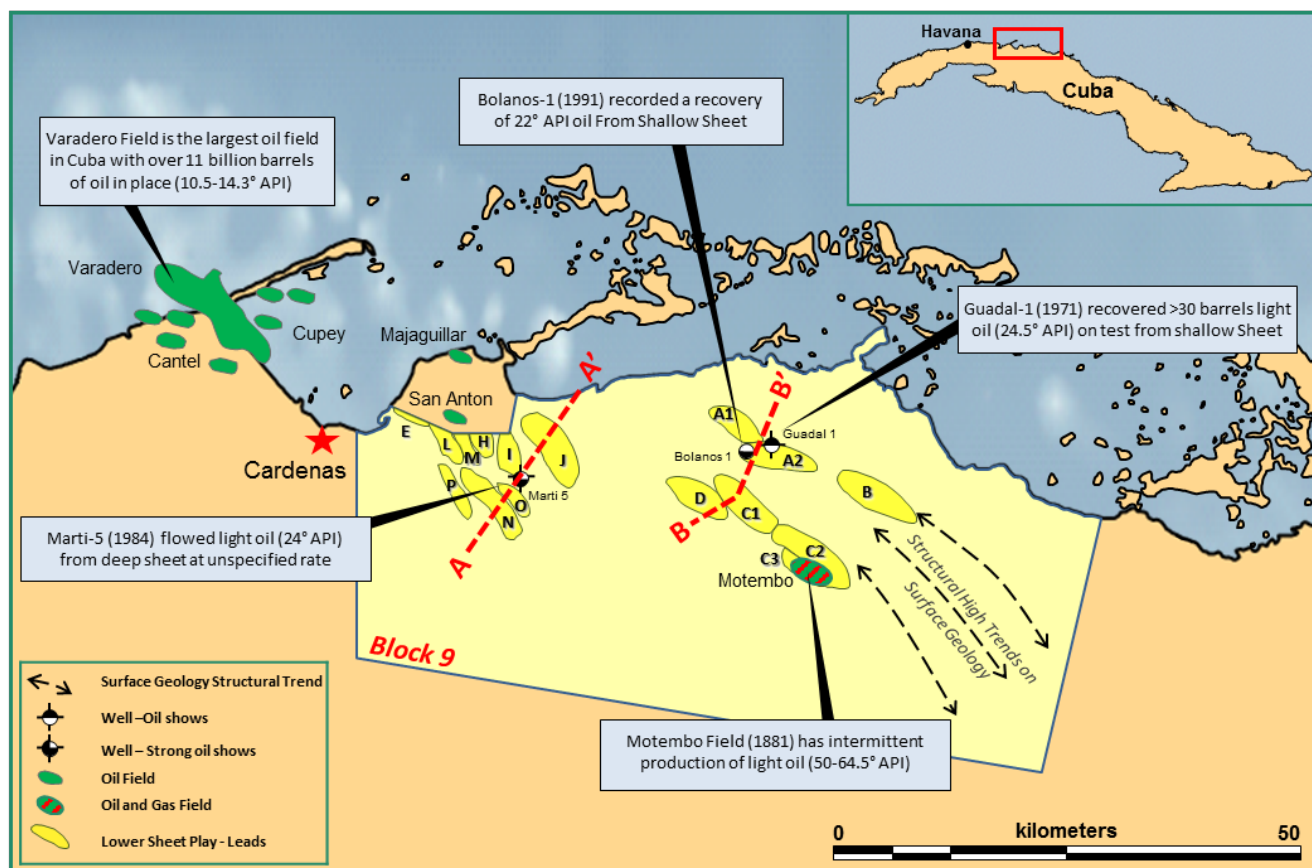 Havana
Cuba
Bolanos-1 (1991) recorded a recovery
of 22° API oil From Shallow Sheet
Varadero Field is the largest oil field
in Cuba with over 11 billion barrels
of oil in place (10.5-14.3° API)
Varadero
Cupey
Cantel
Majaguillar
San Anton
Cardenas
Guadal-1 (1971) recovered >30 barrels light
oil (24.5° API) on test from shallow Sheet
A'
B'
A1
Guadal 1
Bolanos 1
A2
E
L
H
M
I
J
P
Marti 5
O
N
A
D
C1
B
B
C2
C3
Motembo
Marti-5 (1984) flowed light oil (24° API)
from deep sheet at unspecified rate
Structural High Trends on
Surface Geology
Block 9
Motembo Field (1881) has intermittent
production of light oil (50-64.5° API)
Surface Geology Structural Trend
Well –Oil shows
Well – Strong oil shows
Oil Field
Oil and Gas Field
Lower Sheet Play - Leads
0 kilometers 50